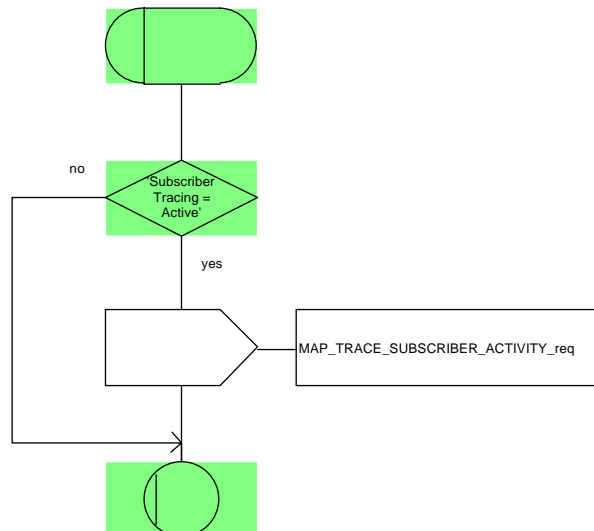 no
'Subscriber
Tracing =
Active'
yes
MAP_TRACE_SUBSCRIBER_ACTIVITY_req